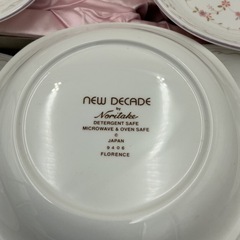 NEW DECADE
by
Noritake
DETERGENT SAFE
MICROWAVE & OVEN SAFE
©
JAPAN
9408
FLORENCE